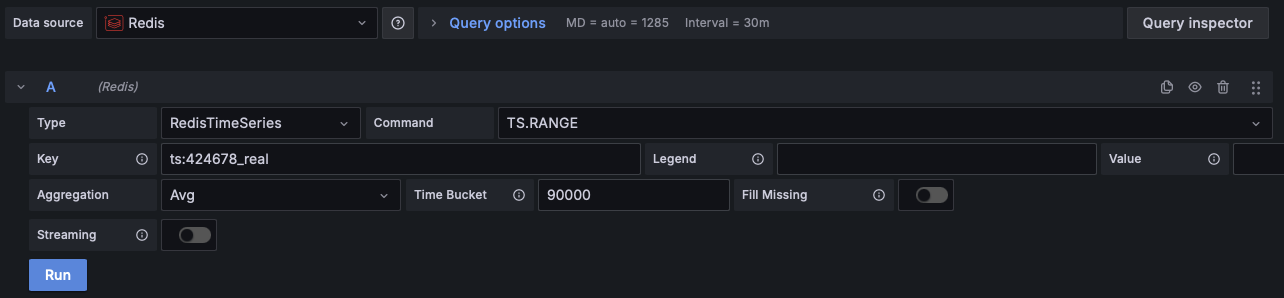 Data source Redis Query options MD = auto = 1285 Interval = 30m Query inspector
A (Redis)
Type RedisTimeSeries Command TS.RANGE
Key ts:424678_real Legend Value
Aggregation Avg Time Bucket 90000 Fill Missing
Streaming
Run